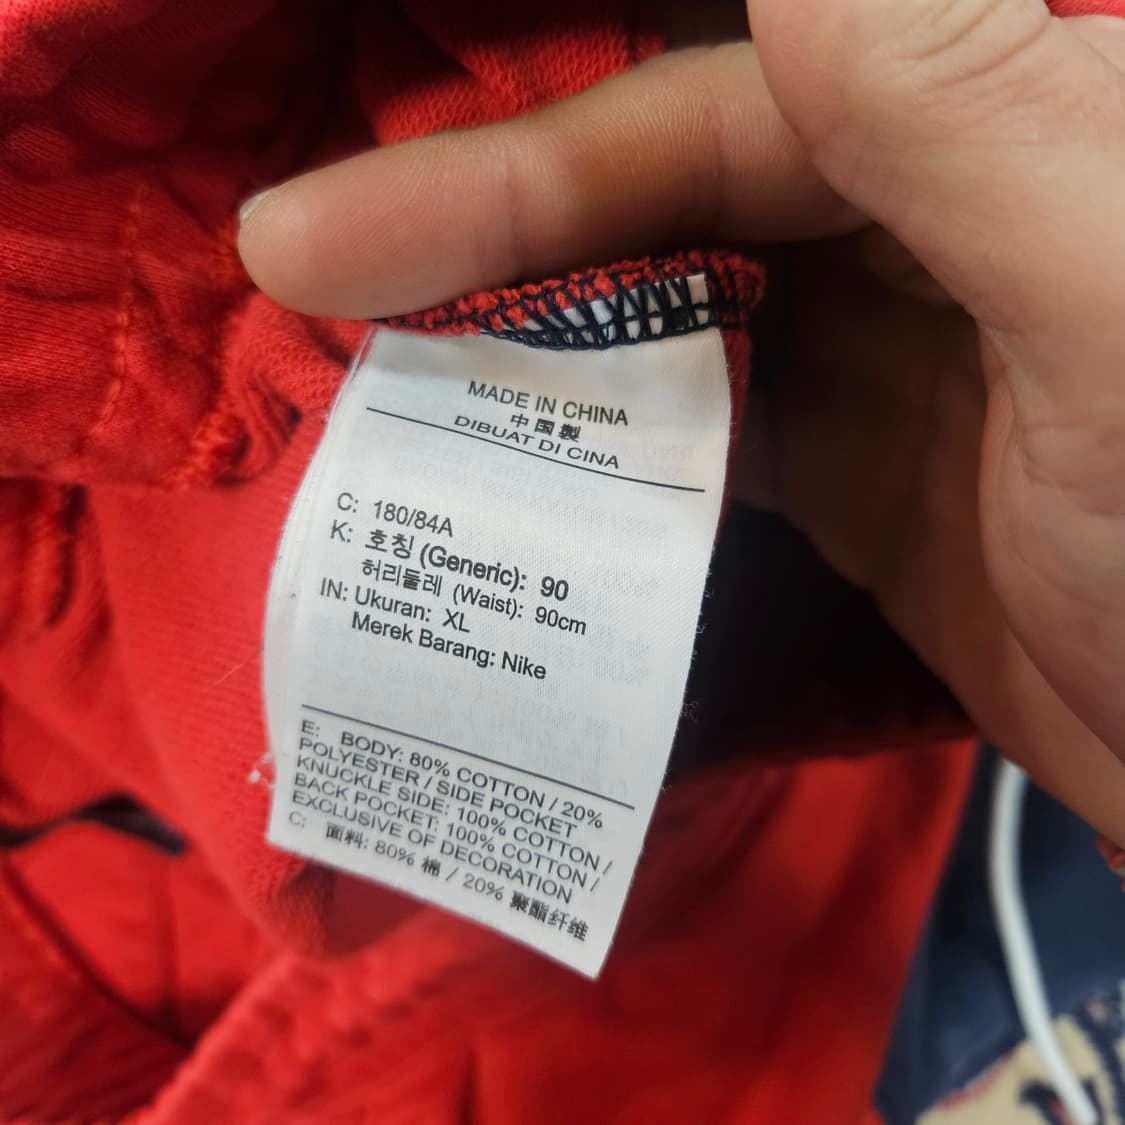 MADE IN CHINA
中国製
DIBUAT DI CINA
C: 180/84A
K: 호칭 (Generic): 90
허리둘레 (Waist): 90cm
IN: Ukuran: XL
Merek Barang: Nike
E: BODY: 80% COTTON / 20%
POLYESTER / SIDE POCKET
KNUCKLE SIDE: 100% COTTON /
BACK POCKET: 100% COTTON /
EXCLUSIVE OF DECORATION
C: 面料: 80% 棉 / 20% 聚酯纤维